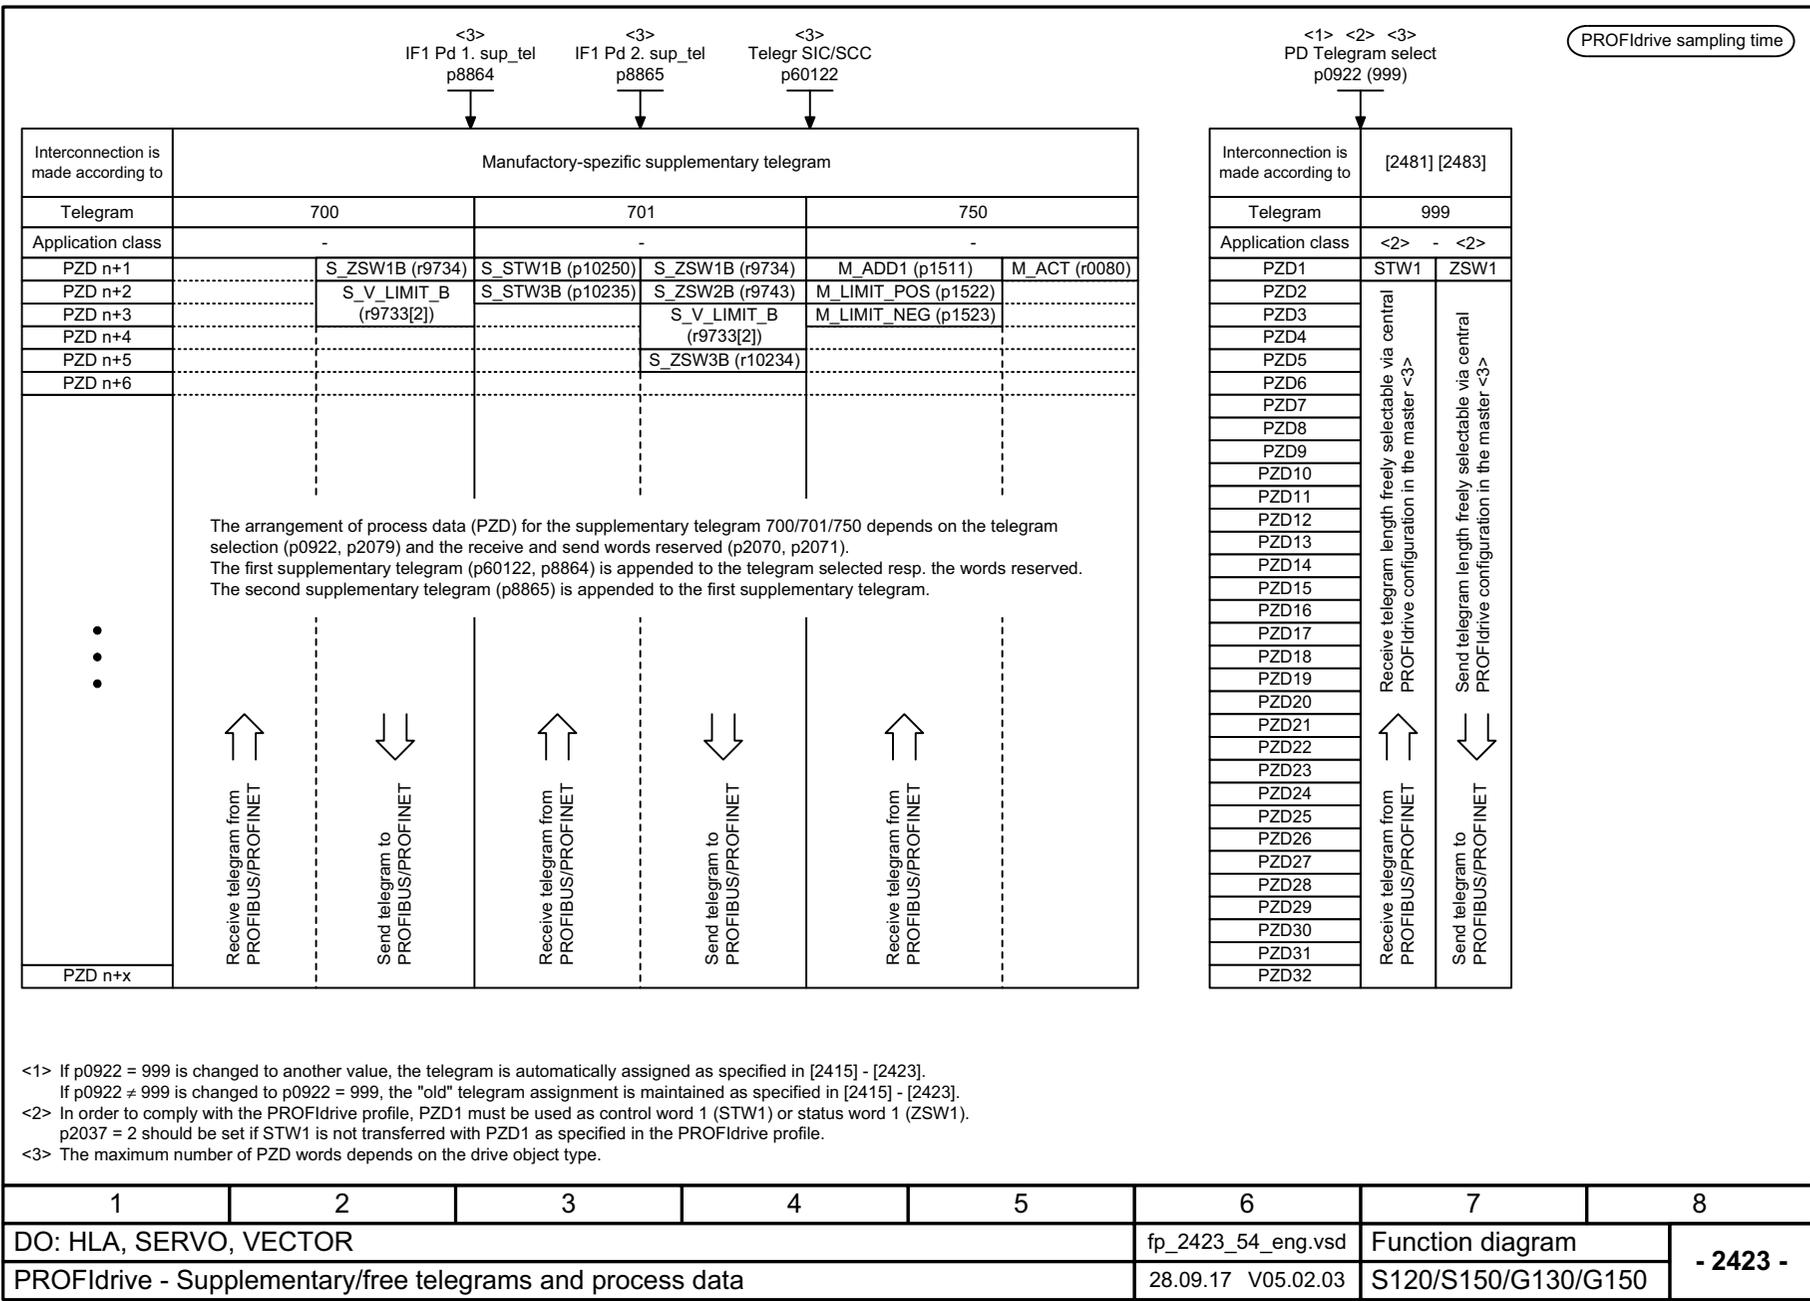 <3>
IF1 Pd 1. sup_tel
p8864
<3>
IF1 Pd 2. sup_tel
p8865
<3>
Telegr SIC/SCC
p60122
<1> <2> <3>
PD Telegram select
p0922 (999)
PROFIdrive sampling time
Interconnection is
made according to
Manufactory-spezific supplementary telegram
Telegram
700
701
750
Application class
-
-
-
PZD n+1
S_ZSW1B (r9734)
S_STW1B (p10250)
S_ZSW1B (r9734)
M_ADD1 (p1511)
M_ACT (r0080)
PZD n+2
S_V_LIMIT_B
(r9733[2])
S_STW3B (p10235)
S_ZSW2B (r9743)
M_LIMIT_POS (p1522)
PZD n+3
S_V_LIMIT_B
(r9733[2])
M_LIMIT_NEG (p1523)
PZD n+4
PZD n+5
S_ZSW3B (r10234)
PZD n+6
The arrangement of process data (PZD) for the supplementary telegram 700/701/750 depends on the telegram
selection (p0922, p2079) and the receive and send words reserved (p2070, p2071).
The first supplementary telegram (p60122, p8864) is appended to the telegram selected resp. the words reserved.
The second supplementary telegram (p8865) is appended to the first supplementary telegram.
Receive telegram from
PROFIBUS/PROFINET
Send telegram to
PROFIBUS/PROFINET
Receive telegram from
PROFIBUS/PROFINET
Send telegram to
PROFIBUS/PROFINET
Receive telegram from
PROFIBUS/PROFINET
PZD n+x
Interconnection is
made according to
[2481] [2483]
Telegram
999
Application class
<2> - <2>
PZD1
STW1
ZSW1
PZD2
PZD3
PZD4
PZD5
PZD6
PZD7
PZD8
PZD9
PZD10
PZD11
PZD12
PZD13
PZD14
PZD15
PZD16
PZD17
PZD18
PZD19
PZD20
PZD21
PZD22
PZD23
PZD24
PZD25
PZD26
PZD27
PZD28
PZD29
PZD30
PZD31
PZD32
Receive telegram length freely selectable via central
PROFIdrive configuration in the master <3>
Send telegram length freely selectable via central
PROFIdrive configuration in the master <3>
Receive telegram from
PROFIBUS/PROFINET
Send telegram to
PROFIBUS/PROFINET
<1> If p0922 = 999 is changed to another value, the telegram is automatically assigned as specified in [2415] - [2423].
If p0922 ≠ 999 is changed to p0922 = 999, the "old" telegram assignment is maintained as specified in [2415] - [2423].
<2> In order to comply with the PROFIdrive profile, PZD1 must be used as control word 1 (STW1) or status word 1 (ZSW1).
p2037 = 2 should be set if STW1 is not transferred with PZD1 as specified in the PROFIdrive profile.
<3> The maximum number of PZD words depends on the drive object type.
1 2 3 4 5 6 7 8
DO: HLA, SERVO, VECTOR
fp_2423_54_eng.vsd
Function diagram
- 2423 -
PROFIdrive - Supplementary/free telegrams and process data
28.09.17 V05.02.03
S120/S150/G130/G150